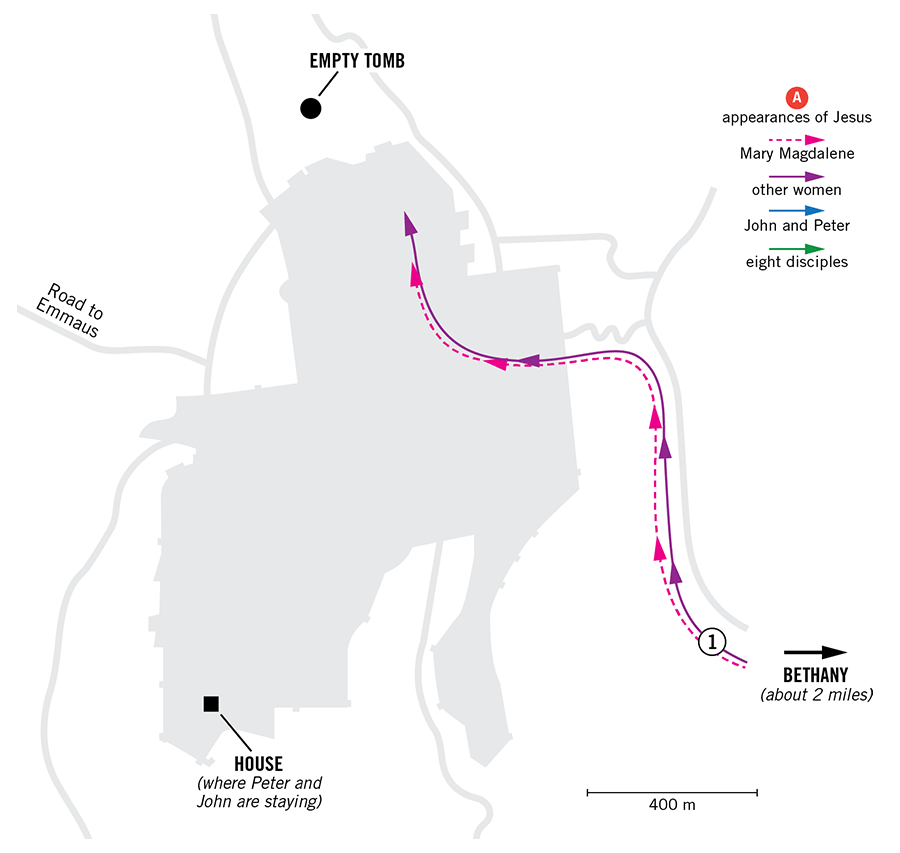 EMPTY TOMB
A
appearances of Jesus
Mary Magdalene
other women
John and Peter
eight disciples
Road to
Emmaus
1
BETHANY
(about 2 miles)
HOUSE
(where Peter and
John are staying)
400 m